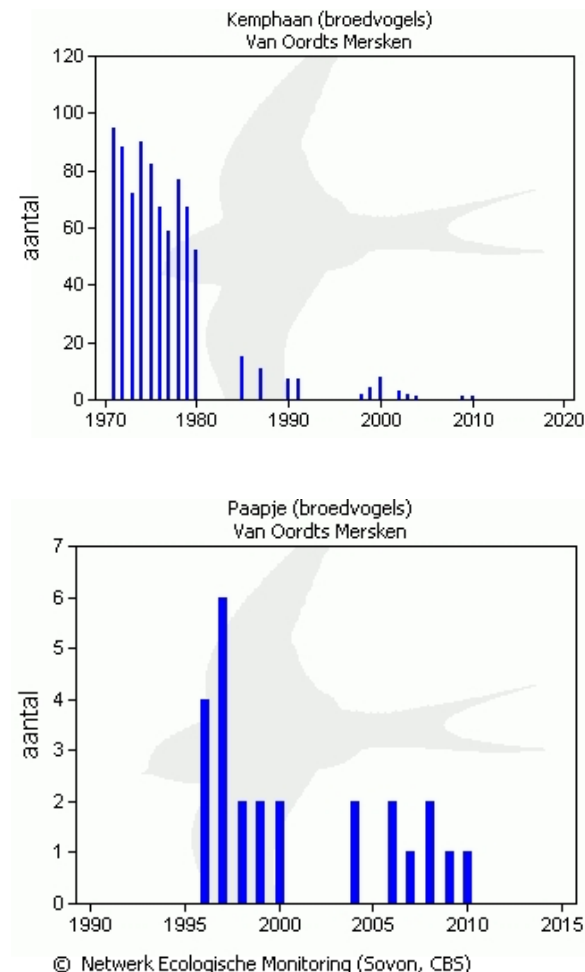 Kemphaan (broedvogels)
Van Oordts Mersken
120
100
80
60
40
20
0
aantal
1970 1980 1990 2000 2010 2020
Paapje (broedvogels)
Van Oordts Mersken
7
6
5
4
3
2
1
0
aantal
1990 1995 2000 2005 2010 2015
© Netwerk Ecologische Monitoring (Sovon, CBS)